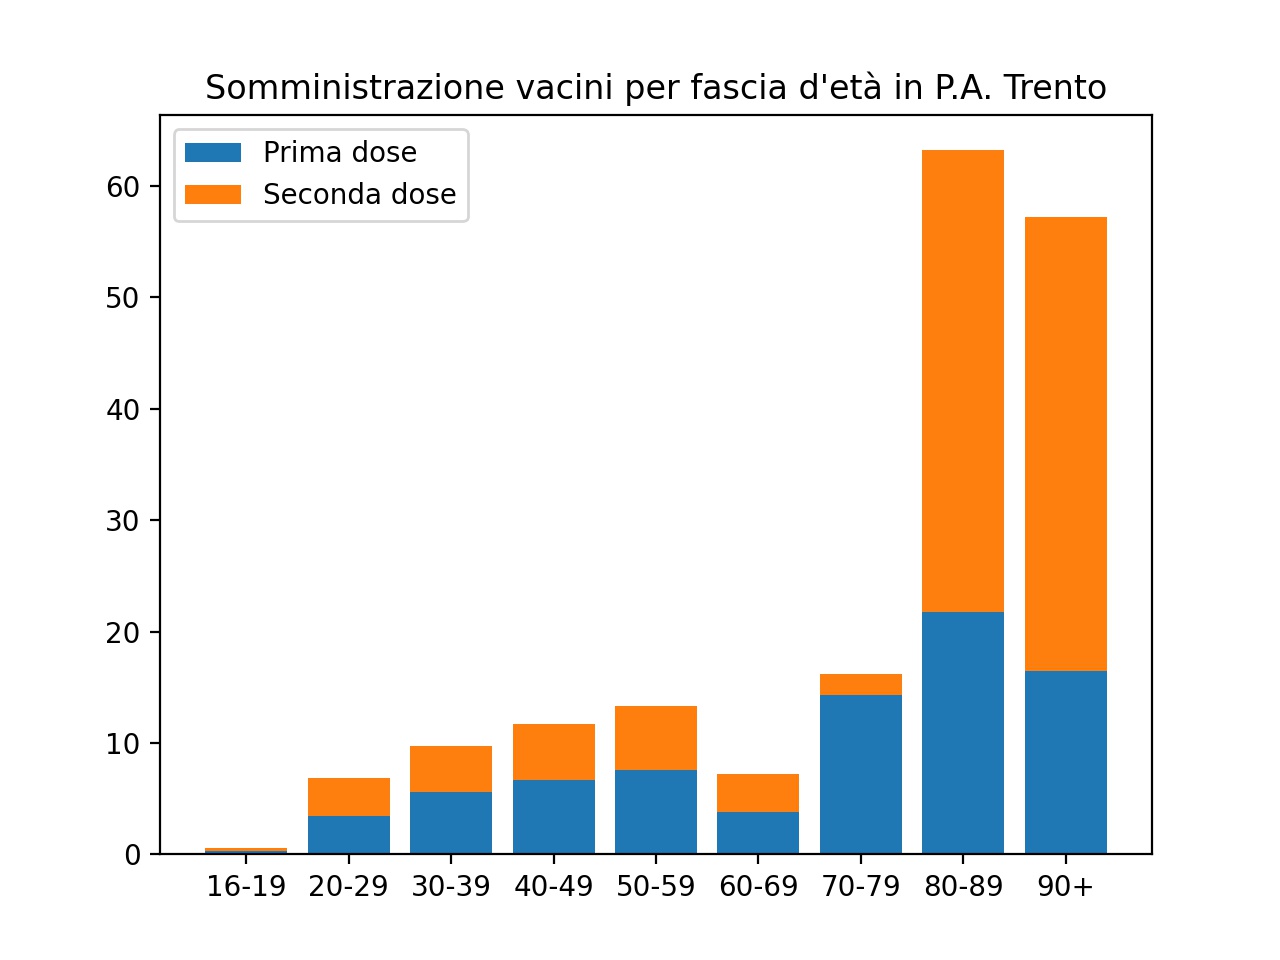 Somministrazione vacini per fascia d'età in P.A. Trento
Prima dose
Seconda dose
60
50
40
30
20
10
0
16-19 20-29 30-39 40-49 50-59 60-69 70-79 80-89 90+